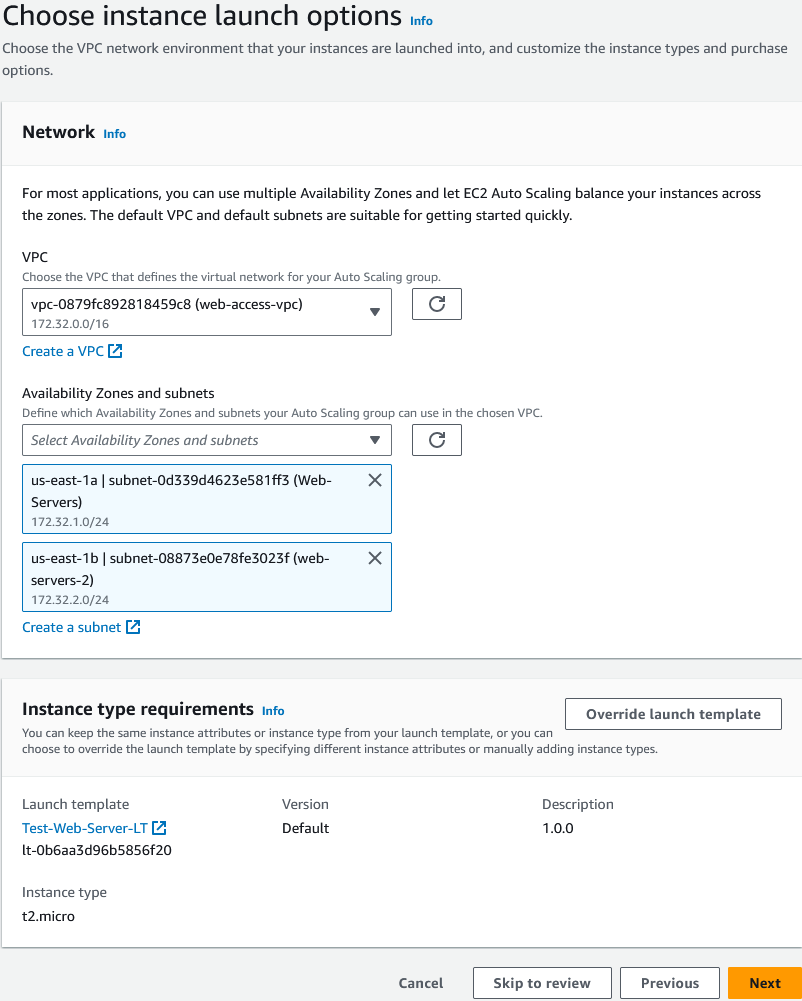 Choose instance launch options Info
Choose the VPC network environment that your instances are launched into, and customize the instance types and purchase
options.
Network Info
For most applications, you can use multiple Availability Zones and let EC2 Auto Scaling balance your instances across
the zones. The default VPC and default subnets are suitable for getting started quickly.
VPC
Choose the VPC that defines the virtual network for your Auto Scaling group.
vpc-0879fc892818459c8 (web-access-vpc)
172.32.0.0/16
Create a VPC
Availability Zones and subnets
Define which Availability Zones and subnets your Auto Scaling group can use in the chosen VPC.
Select Availability Zones and subnets
us-east-1a | subnet-0d339d4623e581ff3 (Web-
Servers)
172.32.1.0/24
us-east-1b | subnet-08873e0e78fe3023f (web-
servers-2)
172.32.2.0/24
Create a subnet
Instance type requirements Info
Override launch template
You can keep the same instance attributes or instance type from your launch template, or you can
choose to override the launch template by specifying different instance attributes or manually adding instance types.
Launch template Version Description
Test-Web-Server-LT Default 1.0.0
lt-0b6aa3d96b5856f20
Instance type
t2.micro
Cancel Skip to review Previous Next